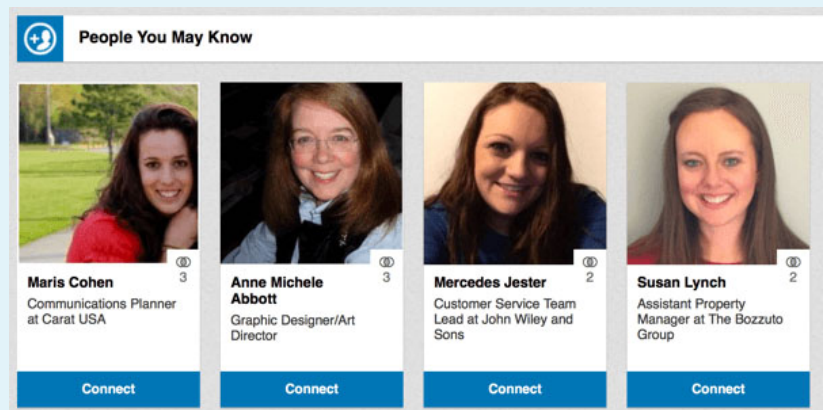 People You May Know
3
Maris Cohen
Communications Planner
at Carat USA
Connect
3
Anne Michele
Abbott
Graphic Designer/Art
Director
Connect
2
Mercedes Jester
Customer Service Team
Lead at John Wiley and
Sons
Connect
2
Susan Lynch
Assistant Property
Manager at The Bozzuto
Group
Connect